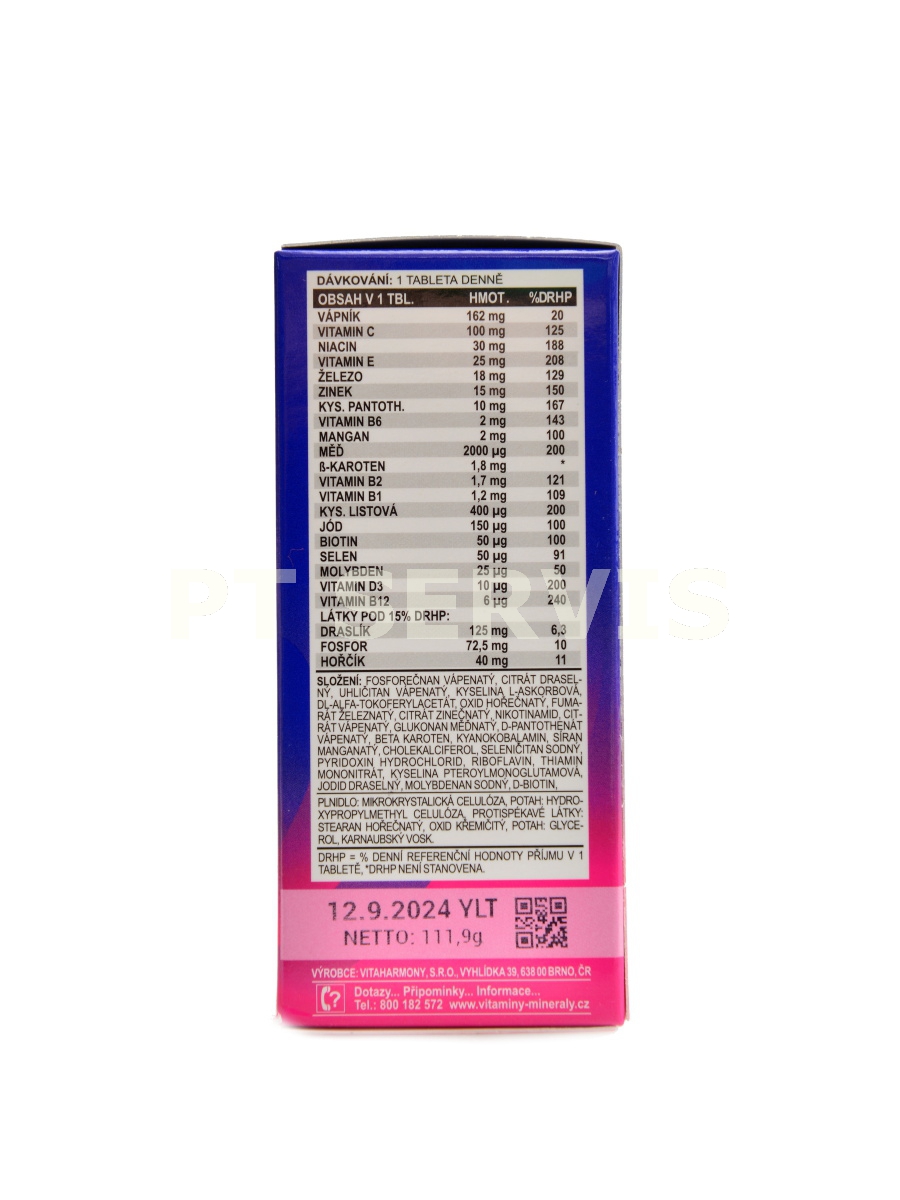 DÁVKOVÁNÍ: 1 TABLETA DENNĚ
OBSAH V 1 TBL. HMOT. %DRHP
VÁPNÍK 162 mg 20
VITAMIN C 100 mg 125
NIACIN 30 mg 188
VITAMIN E 25 mg 208
ŽELEZO 18 mg 129
ZINEK 15 mg 150
KYS. PANTOTH. 10 mg 167
VITAMIN B6 2 mg 143
MANGAN 2 mg 100
MĚĎ 2000 µg 200
ß-KAROTEN 1,8 mg *
VITAMIN B2 1,7 mg 121
VITAMIN B1 1,2 mg 109
KYS. LISTOVÁ 400 µg 200
JÓD 150 µg 100
BIOTIN 50 µg 100
SELEN 50 µg 91
MOLYBDEN 25 µg 50
VITAMIN D3 10 µg 200
VITAMIN B12 6 µg 240
PT SERVIS
LÁTKY POD 15% DRHP:
DRASLÍK 125 mg 6,3
FOSFOR 72,5 mg 10
HOŘČÍK 40 mg 11
SLOŽENÍ: FOSFOREČNAN VÁPENATÝ, CITRÁT DRASEL-
NÝ, UHLIČITAN VÁPENATÝ, KYSELINA L-ASKORBOVÁ,
DL-ALFA-TOKOFERYLACETÁT, OXID HOŘEČNATÝ, FUMA-
RÁT ŽELEZNATÝ, CITRÁT ZINEČNATÝ, NIKOTINAMID, CIT-
RÁT VÁPENATÝ, GLUKONAN MĚĎNATÝ, D-PANTOTHENÁT
VÁPENATÝ, BETA KAROTEN, KYANOKOBALAMIN, SÍRAN
MANGANATÝ, CHOLEKALCIFEROL, SELENIČITAN SODNÝ,
PYRIDOXIN HYDROCHLORID, RIBOFLAVIN, THIAMIN
MONONITRÁT, KYSELINA PTEROYLMONOGLUTAMOVÁ,
JODID DRASELNÝ, MOLYBDENAN SODNÝ, D-BIOTIN,
PLNIDLO: MIKROKRYSTALICKÁ CELULÓZA, POTAH: HYDRO-
XYPROPYLMETHYL CELULÓZA, PROTISPÉKAVÉ LÁTKY:
STEARAN HOŘEČNATÝ, OXID KŘEMIČITÝ, POTAH: GLYCE-
ROL, KARNAUBSKÝ VOSK.
DRHP = % DENNÍ REFERENČNÍ HODNOTY PŘÍJMU V 1
TABLETĚ, *DRHP NENÍ STANOVENA.
12.9.2024 YLT
NETTO: 111,9g
VÝROBCE: VITAHARMONY, S.R.O., VYHLÍDKA 39, 638 00 BRNO, ČR
Dotazy... Připomínky... Informace...
Tel.: 800 182 572 www.vitaminy-mineraly.cz